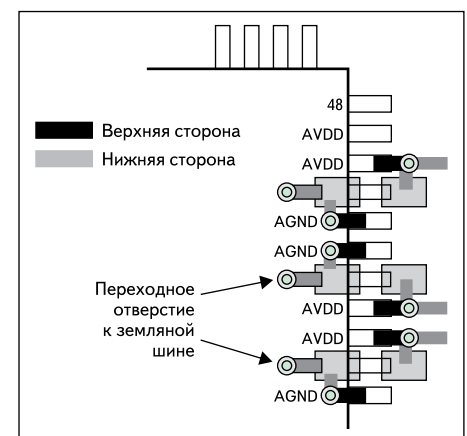 48
AVDD
Верхняя сторона
AVDD
Нижняя сторона
AGND
AGND
Переходное
отверстие
к земляной
шине
AVDD
AVDD
AGND